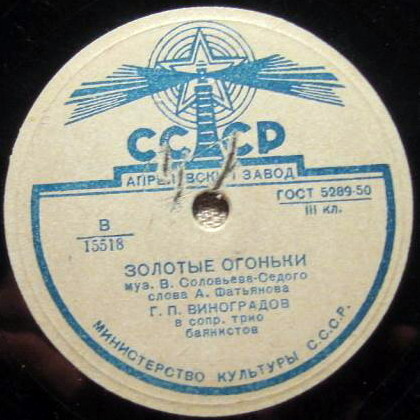 СССР
АПРЕЛЕВСКИЙ ЗАВОД
ГОСТ 5289-50
III кл.
В
15518
ЗОЛОТЫЕ ОГОНЬКИ
муз. В. Соловьева-Седого
слова А. Фатьянова
Г. П. ВИНОГРАДОВ
в сопр. трио
баянистов
МИНИСТЕРСТВО КУЛЬТУРЫ С.С.С.Р.